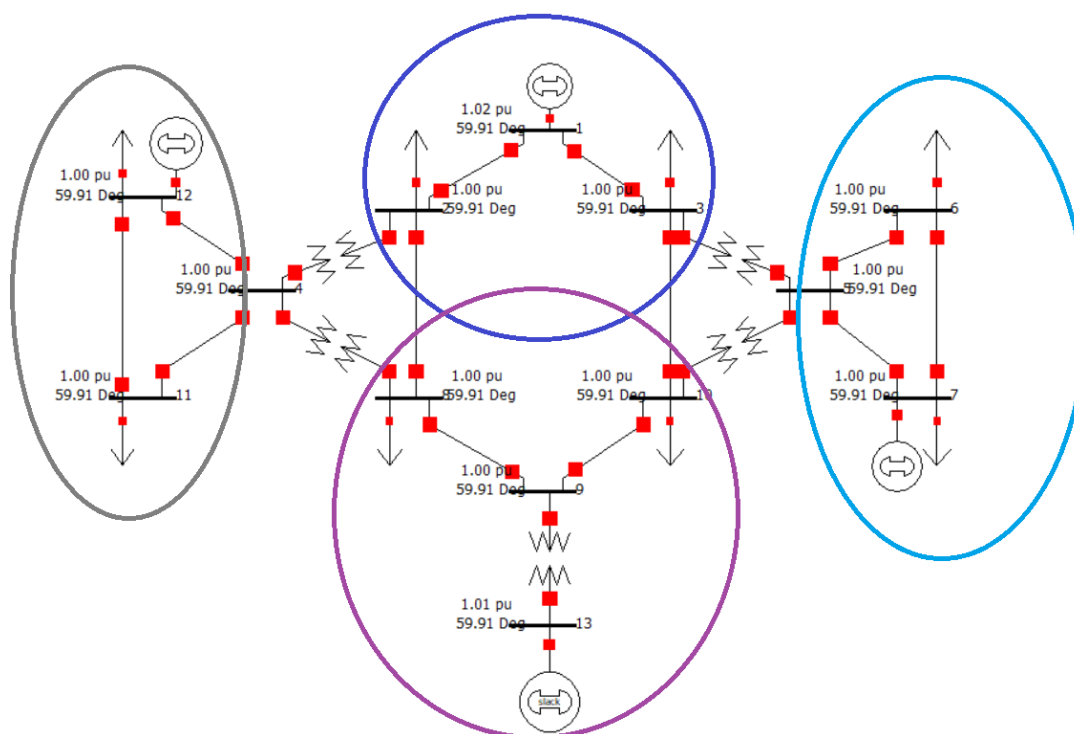 1.02 pu
59.91 Deg
1
1.00 pu
59.91 Deg
12
1.00 pu
59.91 Deg
2
1.00 pu
59.91 Deg
3
6
1.00 pu
59.91 Deg
1.00 pu
59.91 Deg
4
5
1.00 pu
59.91 Deg
1.00 pu
59.91 Deg
11
8
1.00 pu
59.91 Deg
1.00 pu
59.91 Deg
10
1.00 pu
59.91 Deg
7
1.00 pu
59.91 Deg
9
1.01 pu
59.91 Deg
13
slack